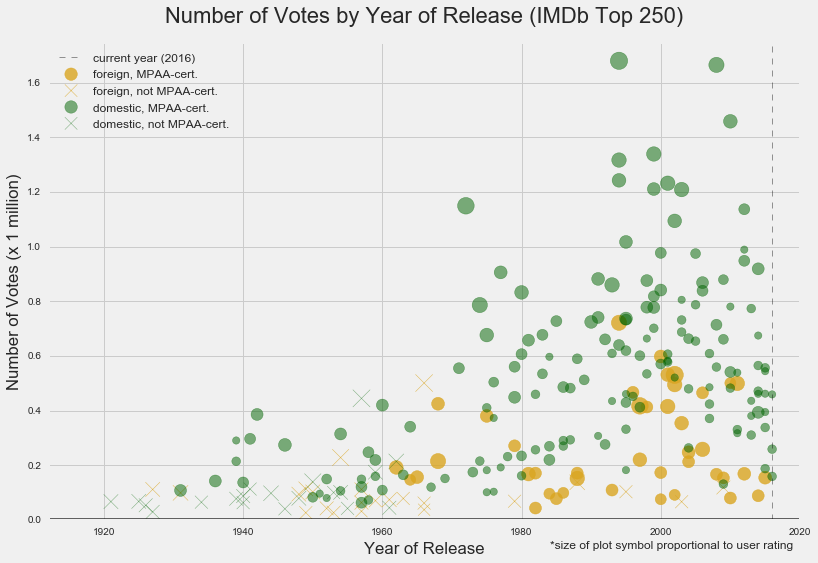 Number of Votes by Year of Release (IMDb Top 250)
current year (2016)
foreign, MPAA-cert.
foreign, not MPAA-cert.
domestic, MPAA-cert.
domestic, not MPAA-cert.
Number of Votes (x 1 million)
1.6
1.4
1.2
1.0
0.8
0.6
0.4
0.2
0.0
1920
1940
1960
1980
2000
2020
Year of Release
*size of plot symbol proportional to user rating